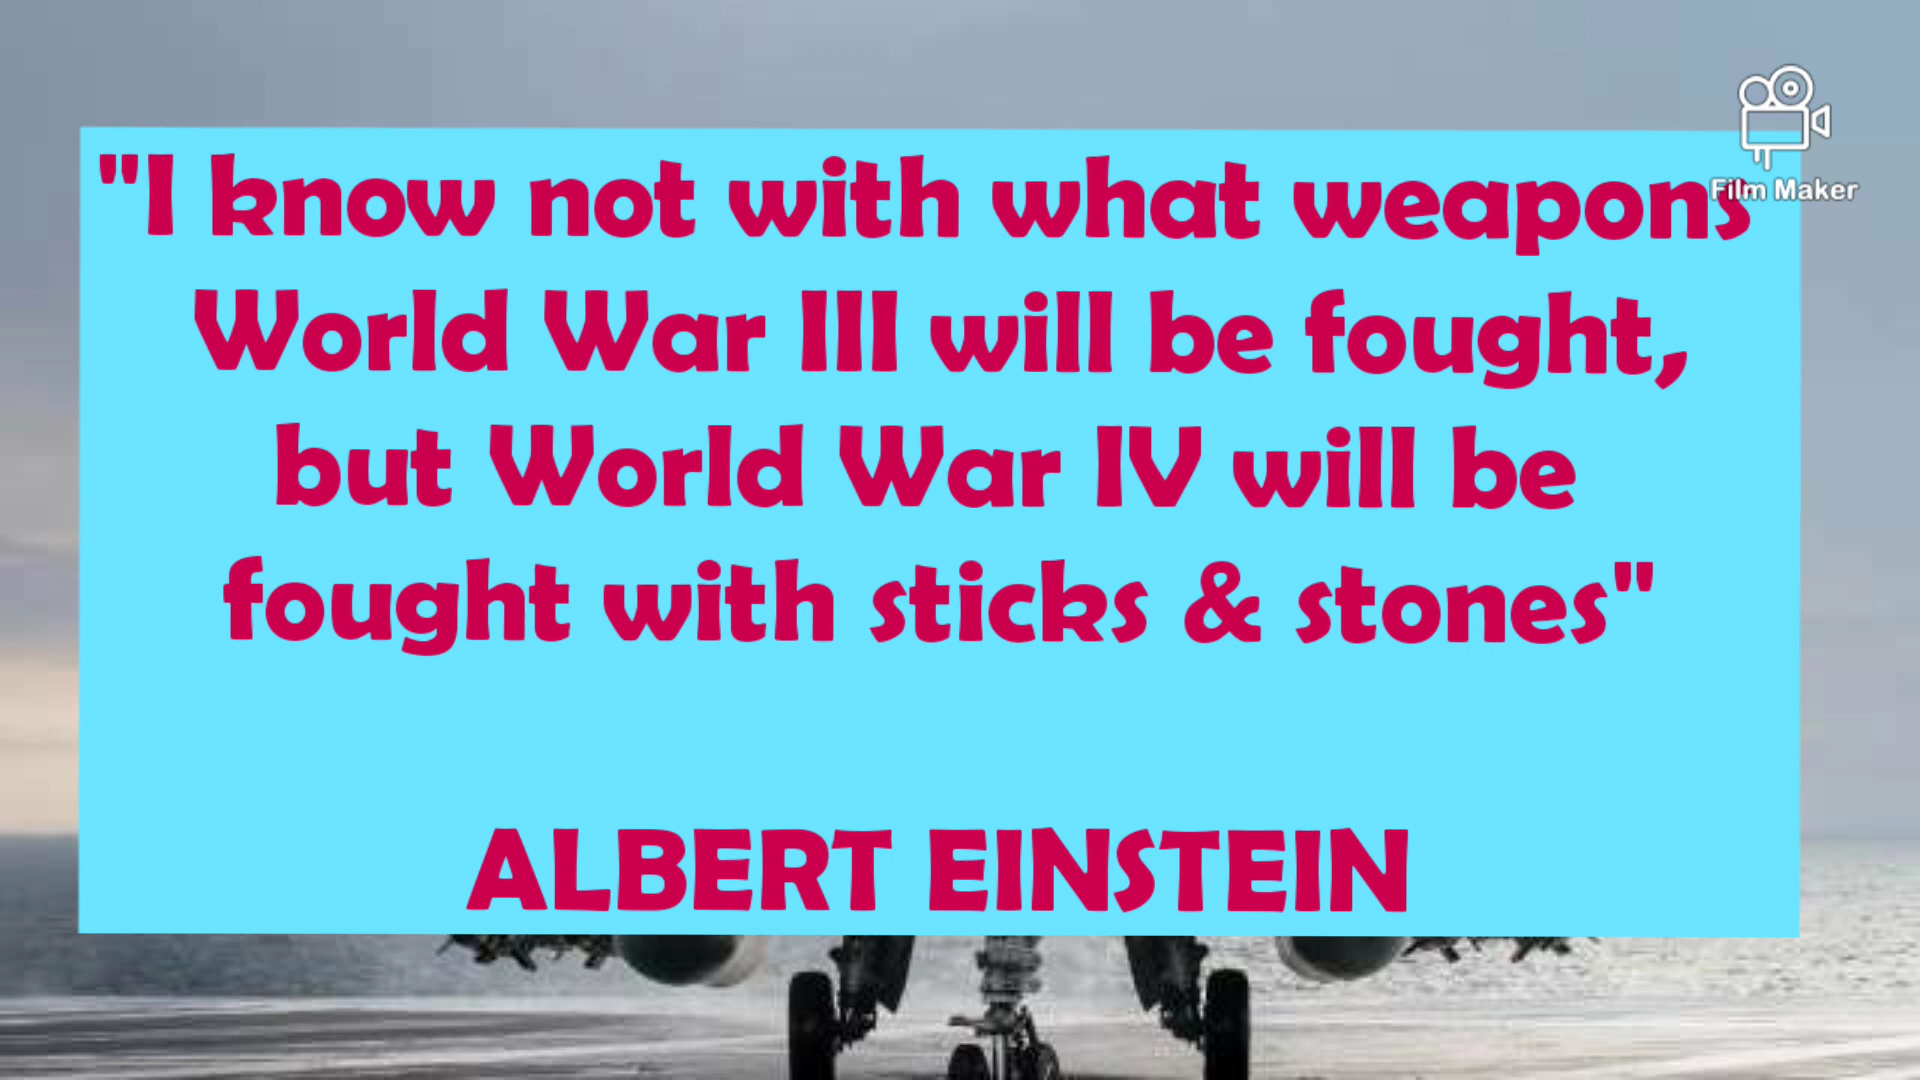 "I know not with what weapons
World War III will be fought,
but World War IV will be
fought with sticks & stones"
ALBERT EINSTEIN
Film Maker